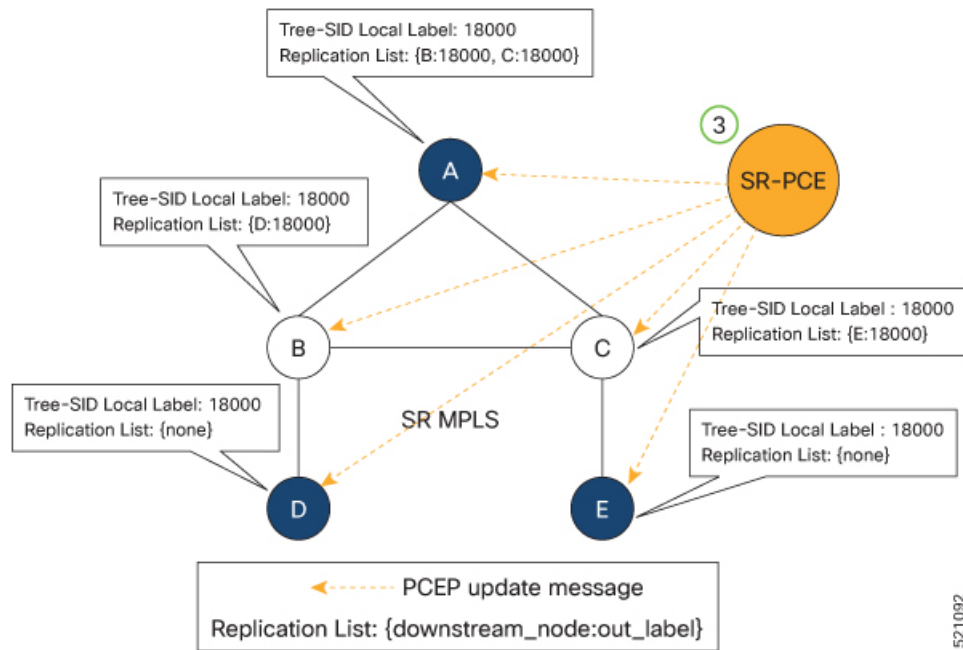 Tree-SID Local Label: 18000
Replication List: {B:18000, C:18000}
3
SR-PCE
A
Tree-SID Local Label: 18000
Replication List: {D:18000}
B
C
Tree-SID Local Label : 18000
Replication List: {E:18000}
Tree-SID Local Label: 18000
Replication List: {none}
SR MPLS
Tree-SID Local Label : 18000
Replication List: {none}
D
E
PCEP update message
Replication List: {downstream_node:out_label}
521092